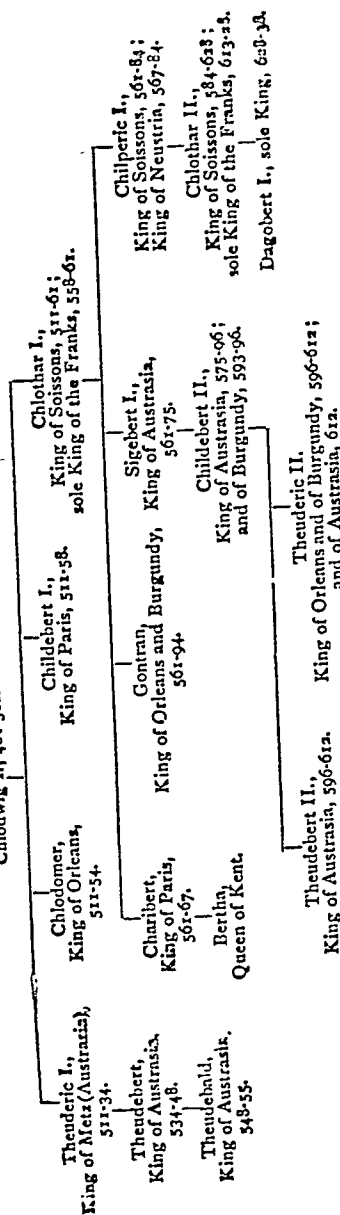 Theuderic I.,
King of Metz (Austrazia),
511-34.
Chlodomer,
King of Orleans,
511-54.
Childebert I.,
King of Paris, 511-58.
Chlothar I.,
King of Soissons, 511-61;
sole King of the Franks, 558-61.
Theudebert,
King of Austrasia,
534-48.
Theudebald,
King of Austrasia.
548-55.
Charibert,
King of Paris,
561-67.
Bertha,
Queen of Kent.
Gontran,
King of Orleans and Burgundy,
561-94.
Sigebert I.,
King of Austrasia,
561-75.
Childebert II.,
King of Austrasia, 575-96;
and of Burgundy, 593-96.
Chilperic I.,
King of Soissons, 561-84;
King of Neustria, 567-84.
Chlothar II.,
King of Soissons, 584-628;
sole King of the Franks, 613-28.
Dagobert I., sole King, 628-38.
Theudebert II.,
King of Austrasia, 596-612.
Theuderic II.
King of Orleans and of Burgundy, 596-612;
and of Austrasia, 612.